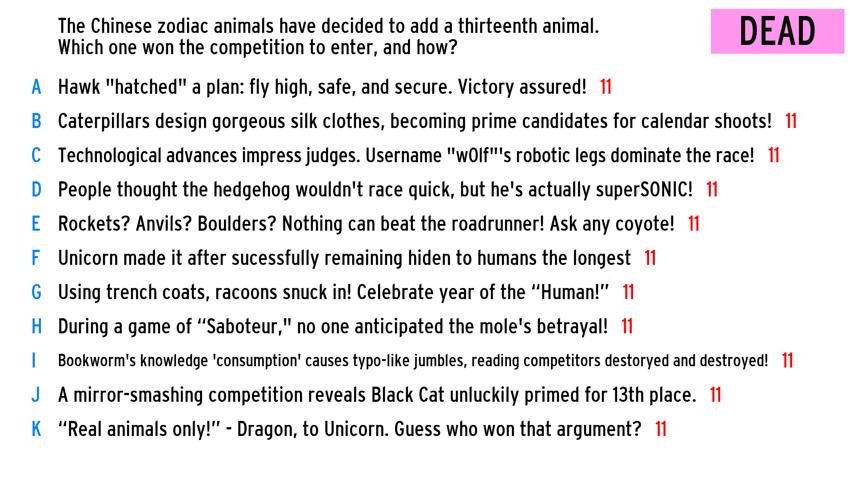 The Chinese zodiac animals have decided to add a thirteenth animal.
Which one won the competition to enter, and how?
DEAD
A Hawk "hatched" a plan: fly high, safe, and secure. Victory assured! 11
B Caterpillars design gorgeous silk clothes, becoming prime candidates for calendar shoots! 11
C Technological advances impress judges. Username "w0lf"'s robotic legs dominate the race! 11
D People thought the hedgehog wouldn't race quick, but he's actually superSONIC! 11
E Rockets? Anvils? Boulders? Nothing can beat the roadrunner! Ask any coyote! 11
F Unicorn made it after sucessfully remaining hiden to humans the longest 11
G Using trench coats, racoons snuck in! Celebrate year of the “Human!” 11
H During a game of “Saboteur," no one anticipated the mole's betrayal! 11
I Bookworm's knowledge 'consumption' causes typo-like jumbles, reading competitors destoryed and destroyed! 11
J A mirror-smashing competition reveals Black Cat unluckily primed for 13th place. 11
K “Real animals only!” - Dragon, to Unicorn. Guess who won that argument? 11